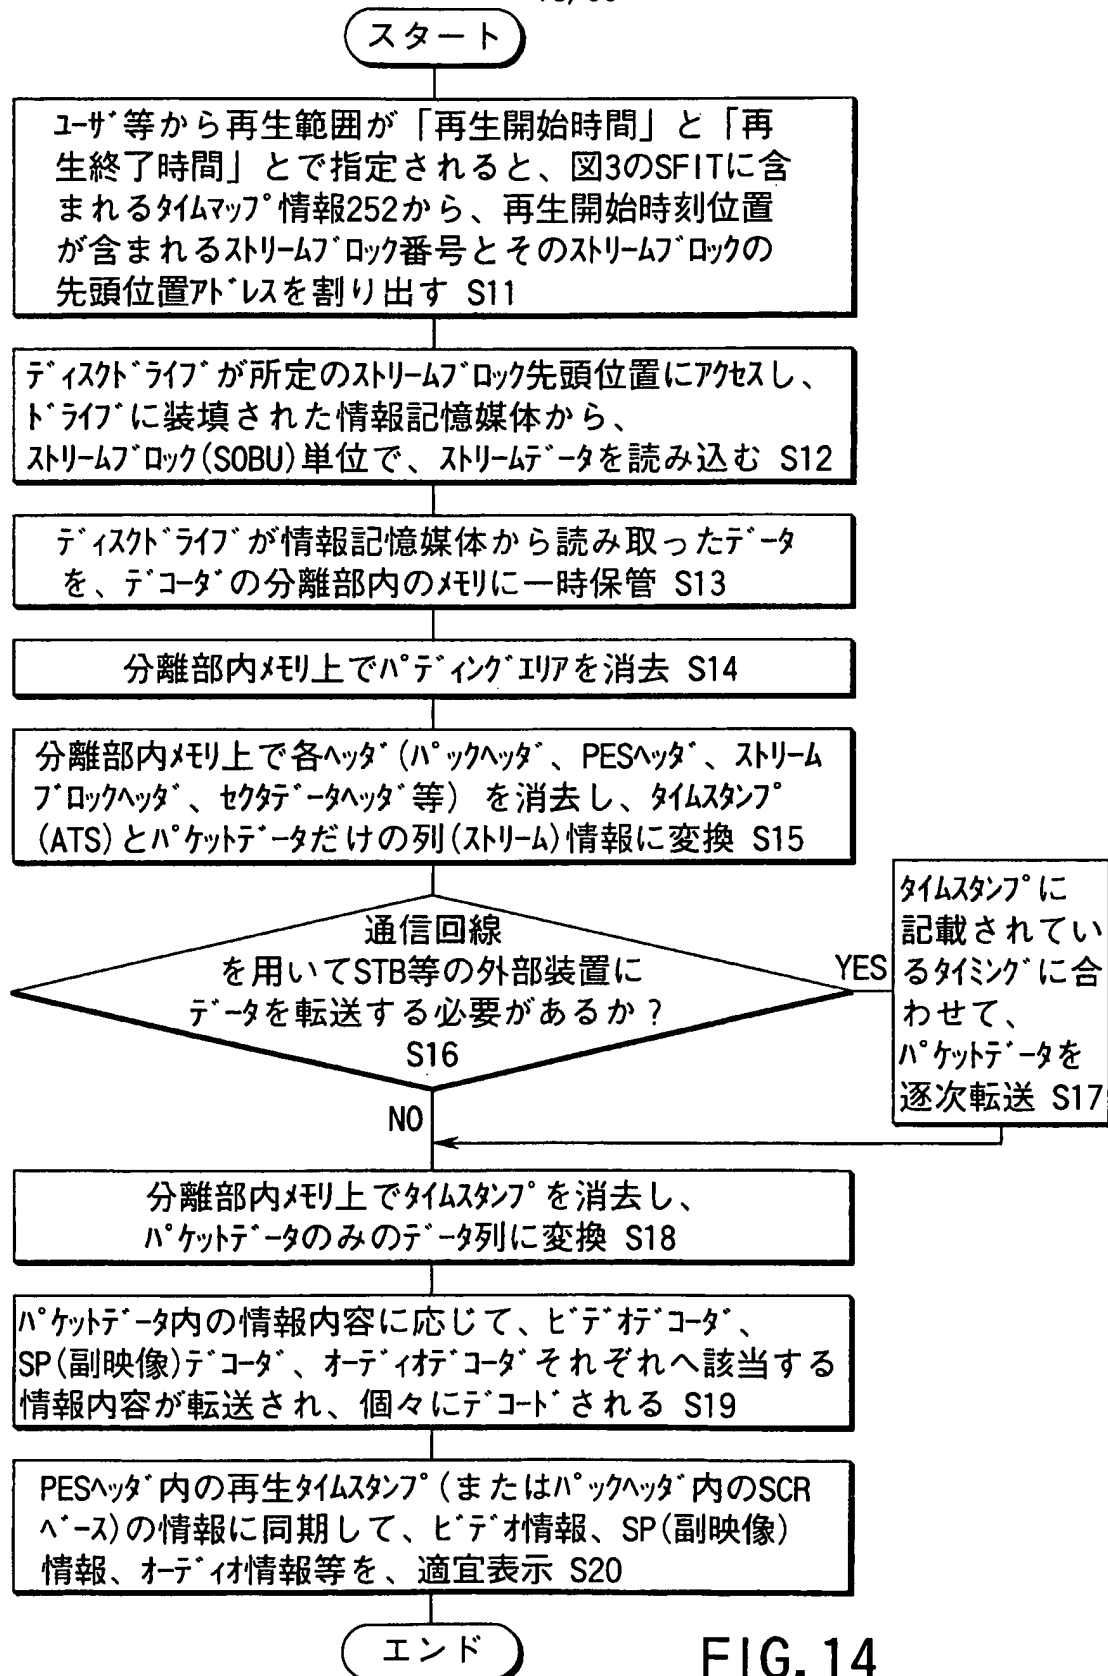 スタート
ユーザ等から再生範囲が「再生開始時間」と「再
生終了時間」とで指定されると、図3のSFITに含
まれるタイムマップ情報252から、再生開始時刻位置
が含まれるストリームブロック番号とそのストリームブロックの
先頭位置アドレスを割り出す S11
ディスクドライブが所定のストリームブロック先頭位置にアクセスし、
ドライブに装填された情報記憶媒体から、
ストリームブロック(SOBU)単位で、ストリームデータを読み込む S12
ディスクドライブが情報記憶媒体から読み取ったデータ
を、デコーダの分離部内のメモリに一時保管 S13
分離部内メモリ上でパディングエリアを消去 S14
分離部内メモリ上で各ヘッダ(パックヘッダ、PESヘッダ、ストリーム
ブロックヘッダ、セクタデータヘッダ等)を消去し、タイムスタンプ
(ATS)とパケットデータだけの列(ストリーム)情報に変換 S15
通信回線
を用いてSTB等の外部装置に
データを転送する必要があるか?
S16
YES
タイムスタンプに
記載されてい
るタイミングに合
わせて、
パケットデータを
逐次転送 S17
NO
分離部内メモリ上でタイムスタンプを消去し、
パケットデータのみのデータ列に変換 S18
パケットデータ内の情報内容に応じて、ビデオデコーダ、
SP(副映像)デコーダ、オーディオデコーダそれぞれへ該当する
情報内容が転送され、個々にデコードされる S19
PESヘッダ内の再生タイムスタンプ(またはパックヘッダ内のSCR
ベース)の情報に同期して、ビデオ情報、SP(副映像)
情報、オーディオ情報等を、適宜表示 S20
エンド
FIG. 14